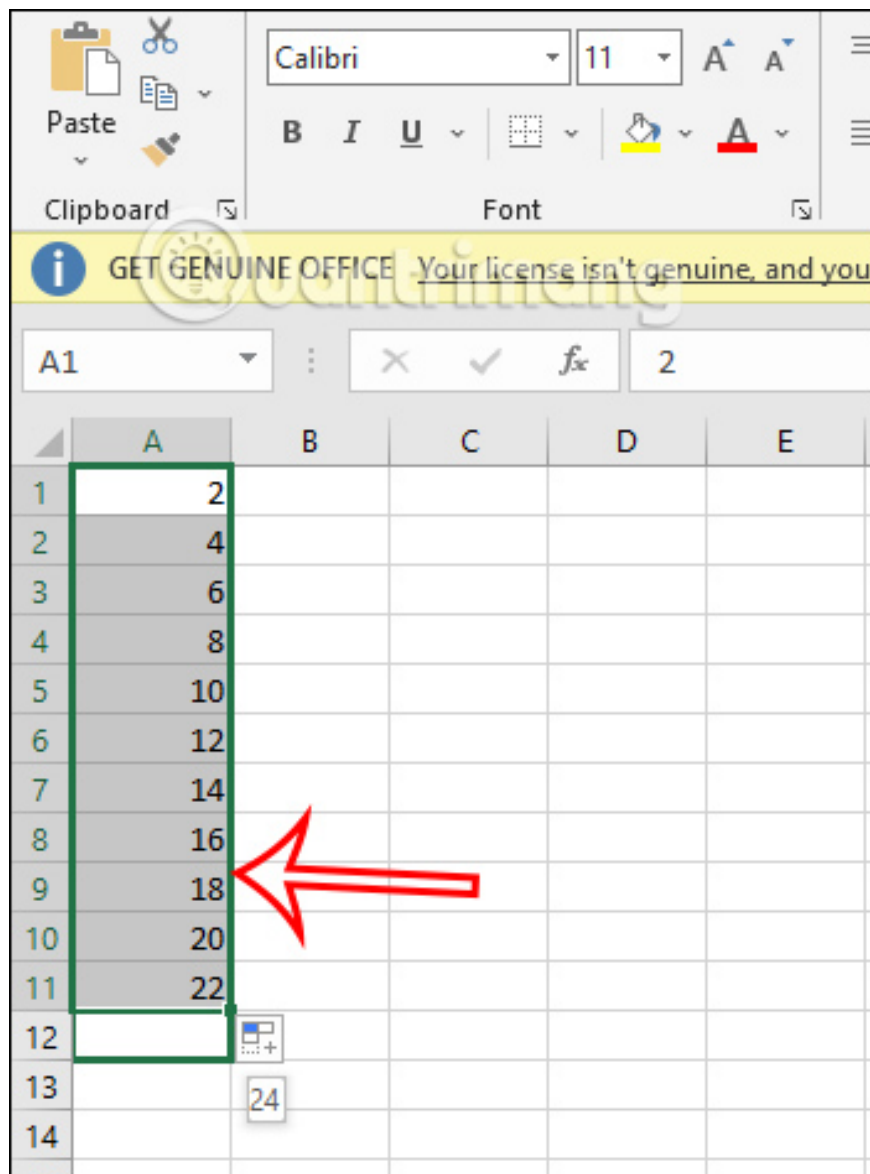 Calibri 11 A A
Paste B I U A
Clipboard Font
i GET GENUINE OFFICE Your license isn't genuine, and you
Quantrimang
A1 fx 2
A B C D E
1 2
2 4
3 6
4 8
5 10
6 12
7 14
8 16
9 18
10 20
11 22
12
13 24
14